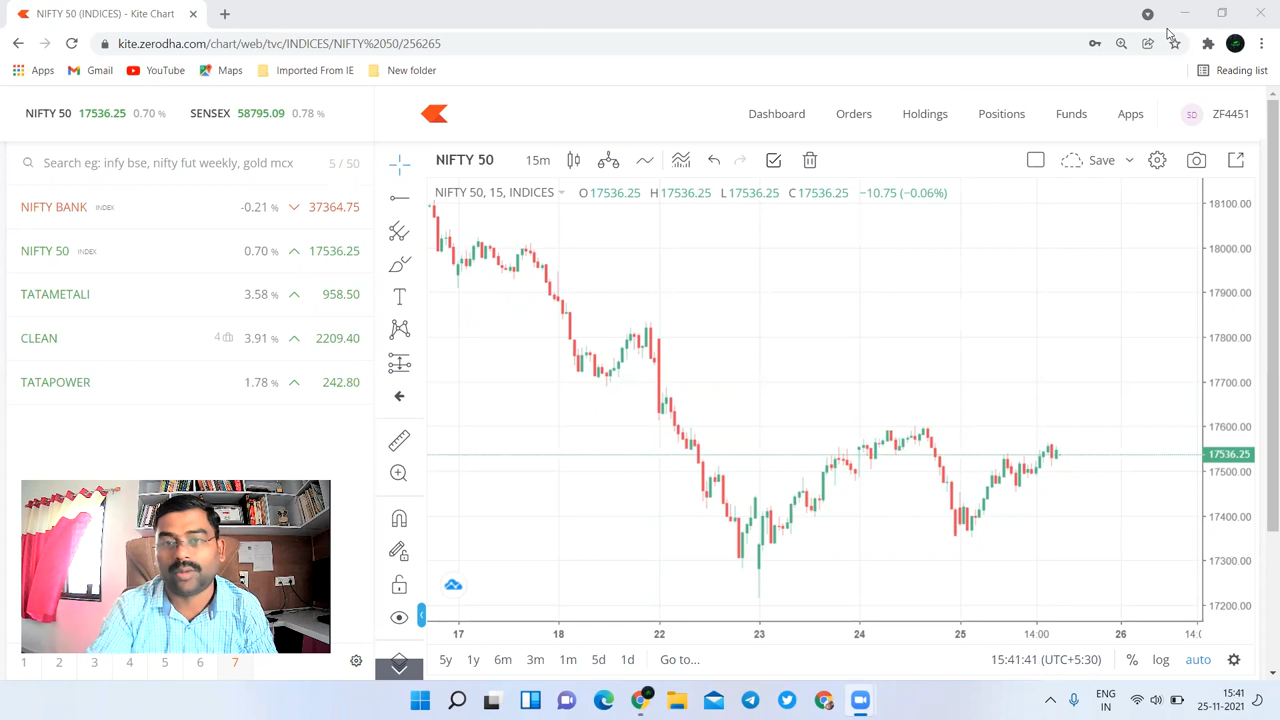 NIFTY 50 (INDICES) - Kite Chart
kite.zerodha.com/chart/web/tvc/INDICES/NIFTY%2050/256265
Apps Gmail YouTube Maps Imported From IE New folder Reading list
NIFTY 50 17536.25 0.70 % SENSEX 58795.09 0.78 %
Dashboard Orders Holdings Positions Funds Apps SD ZF4451
Search eg: infy bse, nifty fut weekly, gold mcx 5 / 50
NIFTY BANK INDEX -0.21 % 37364.75
NIFTY 50 INDEX 0.70 % 17536.25
TATAMETALI 3.58 % 958.50
CLEAN 4 3.91 % 2209.40
TATAPOWER 1.78 % 242.80
1 2 3 4 5 6 7
NIFTY 50 15m Save
NIFTY 50, 15, INDICES O17536.25 H17536.25 L17536.25 C17536.25 −10.75 (−0.06%)
18100.00
18000.00
17900.00
17800.00
17700.00
17600.00
17536.25
17500.00
17400.00
17300.00
17200.00
17 18 22 23 24 25 14:00 26 14:0
5y 1y 6m 3m 1m 5d 1d Go to... 15:41:41 (UTC+5:30) % log auto
ENG
IN
15:41
25-11-2021